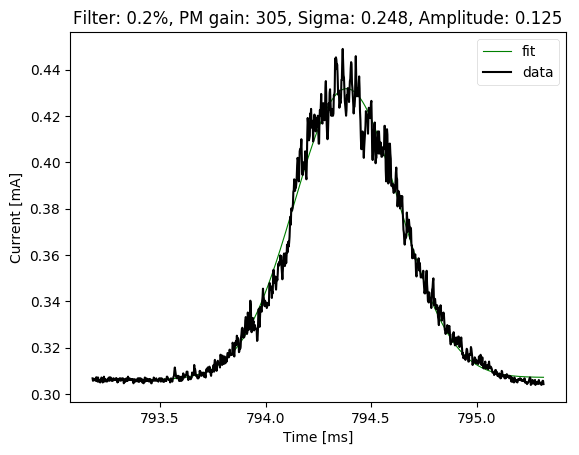 Filter: 0.2%, PM gain: 305, Sigma: 0.248, Amplitude: 0.125
fit
data
0.44
0.42
0.40
0.38
0.36
0.34
0.32
0.30
Current [mA]
793.5
794.0
794.5
795.0
Time [ms]